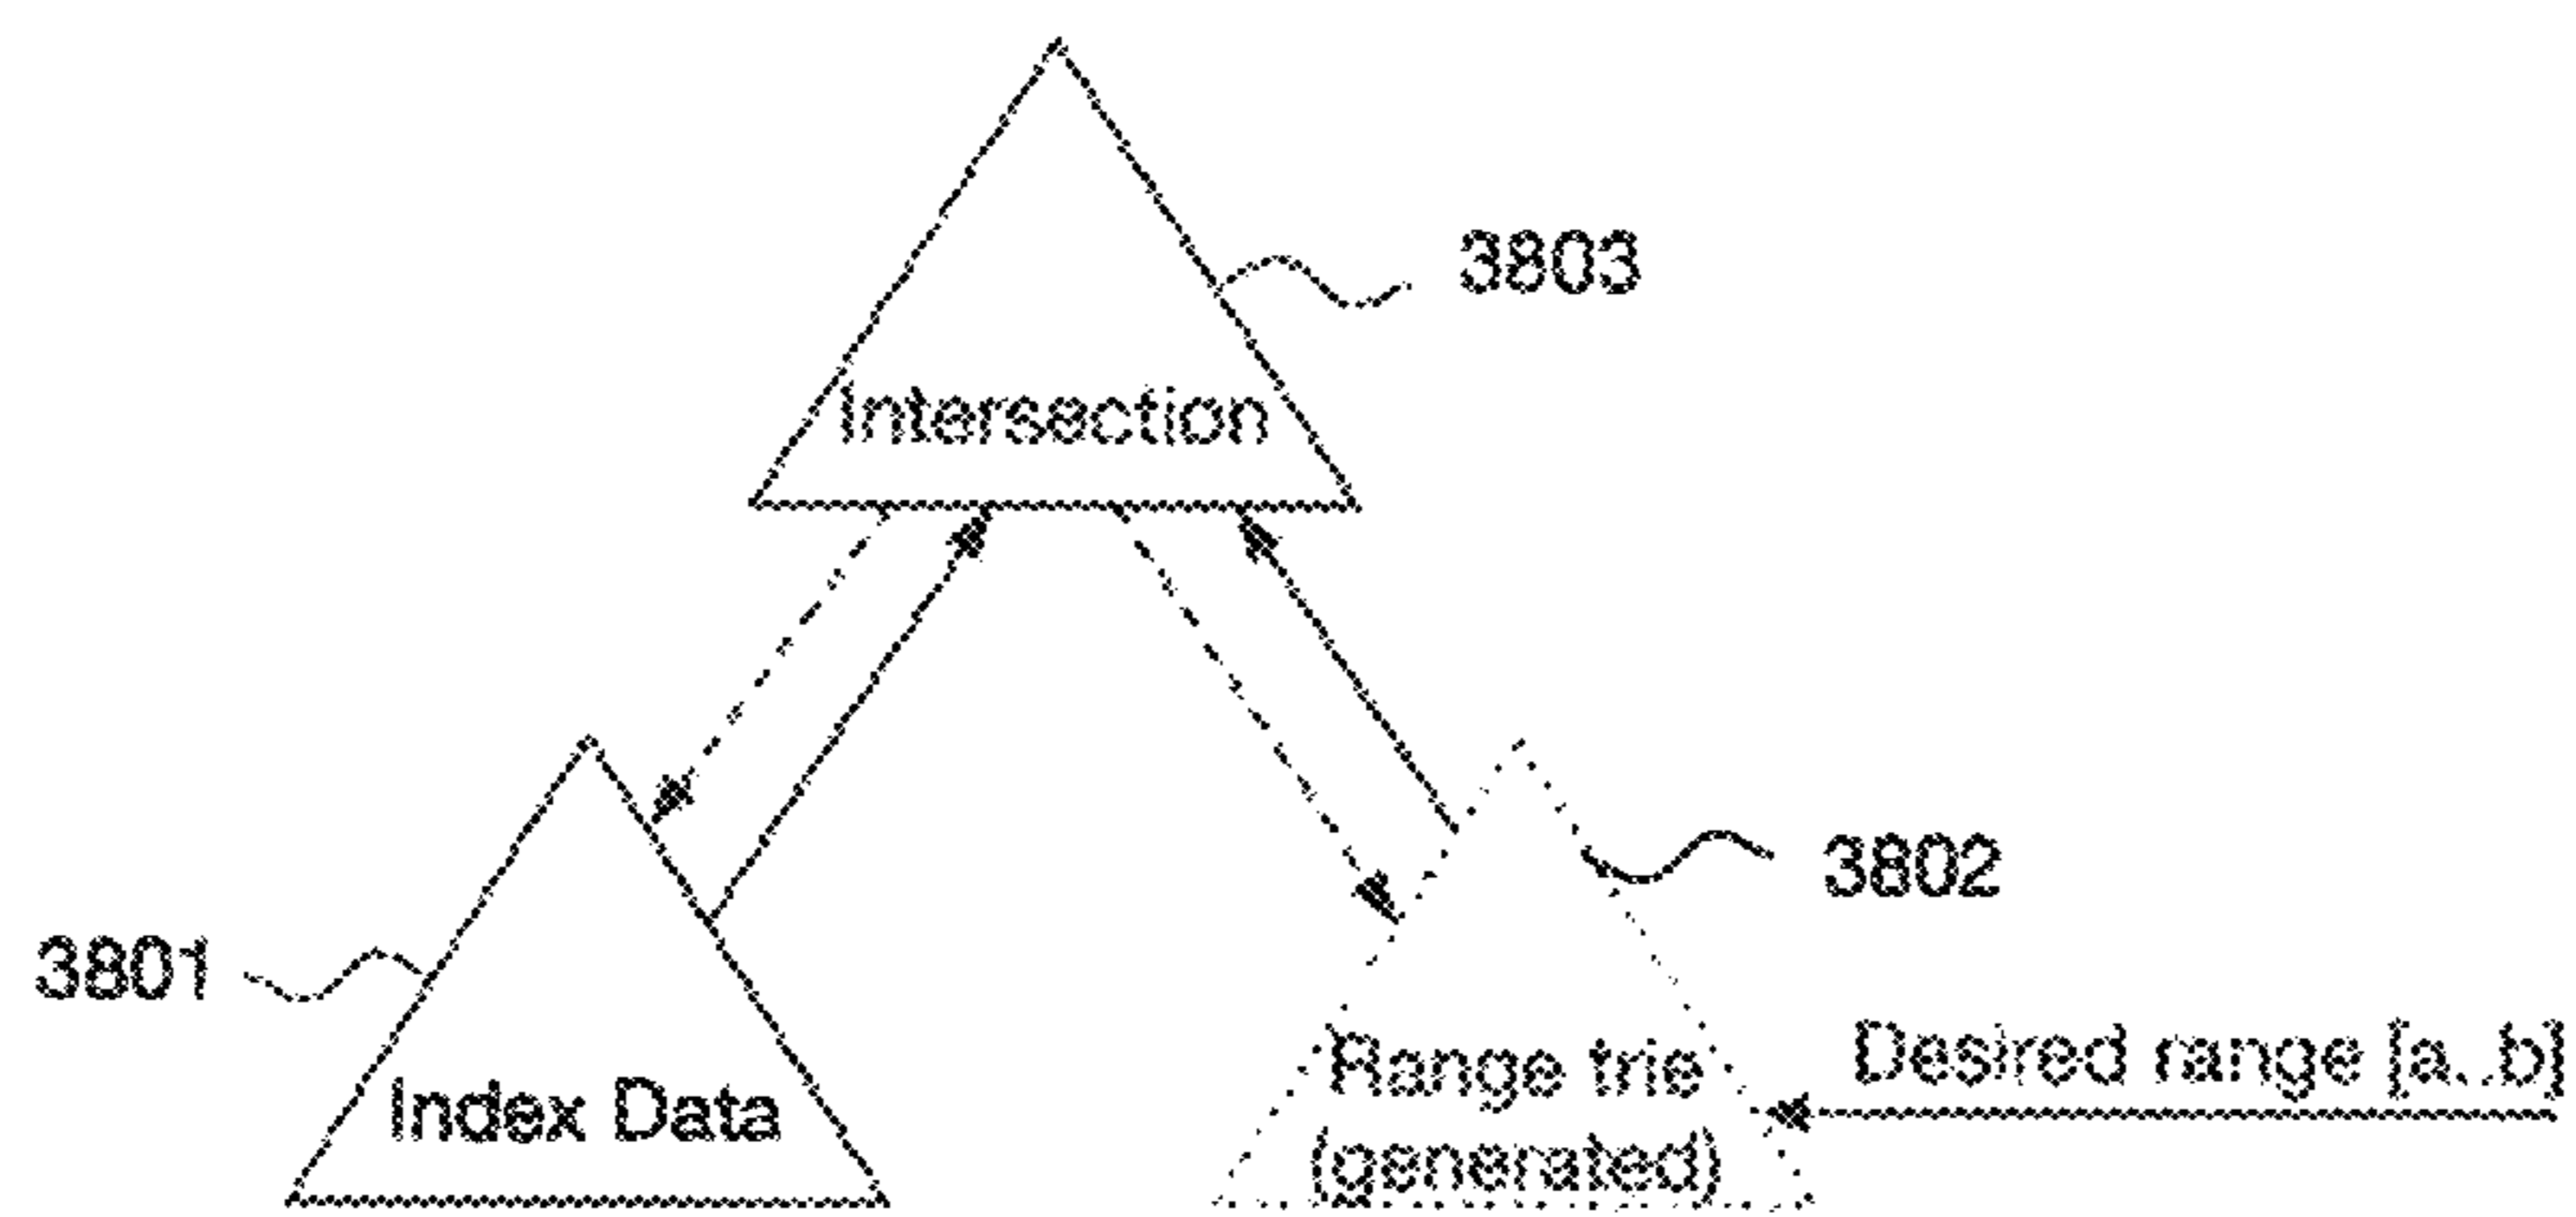 3803
Intersection
3802
3801
Range trie
(generated)
Desired range [a..b]
Index Data